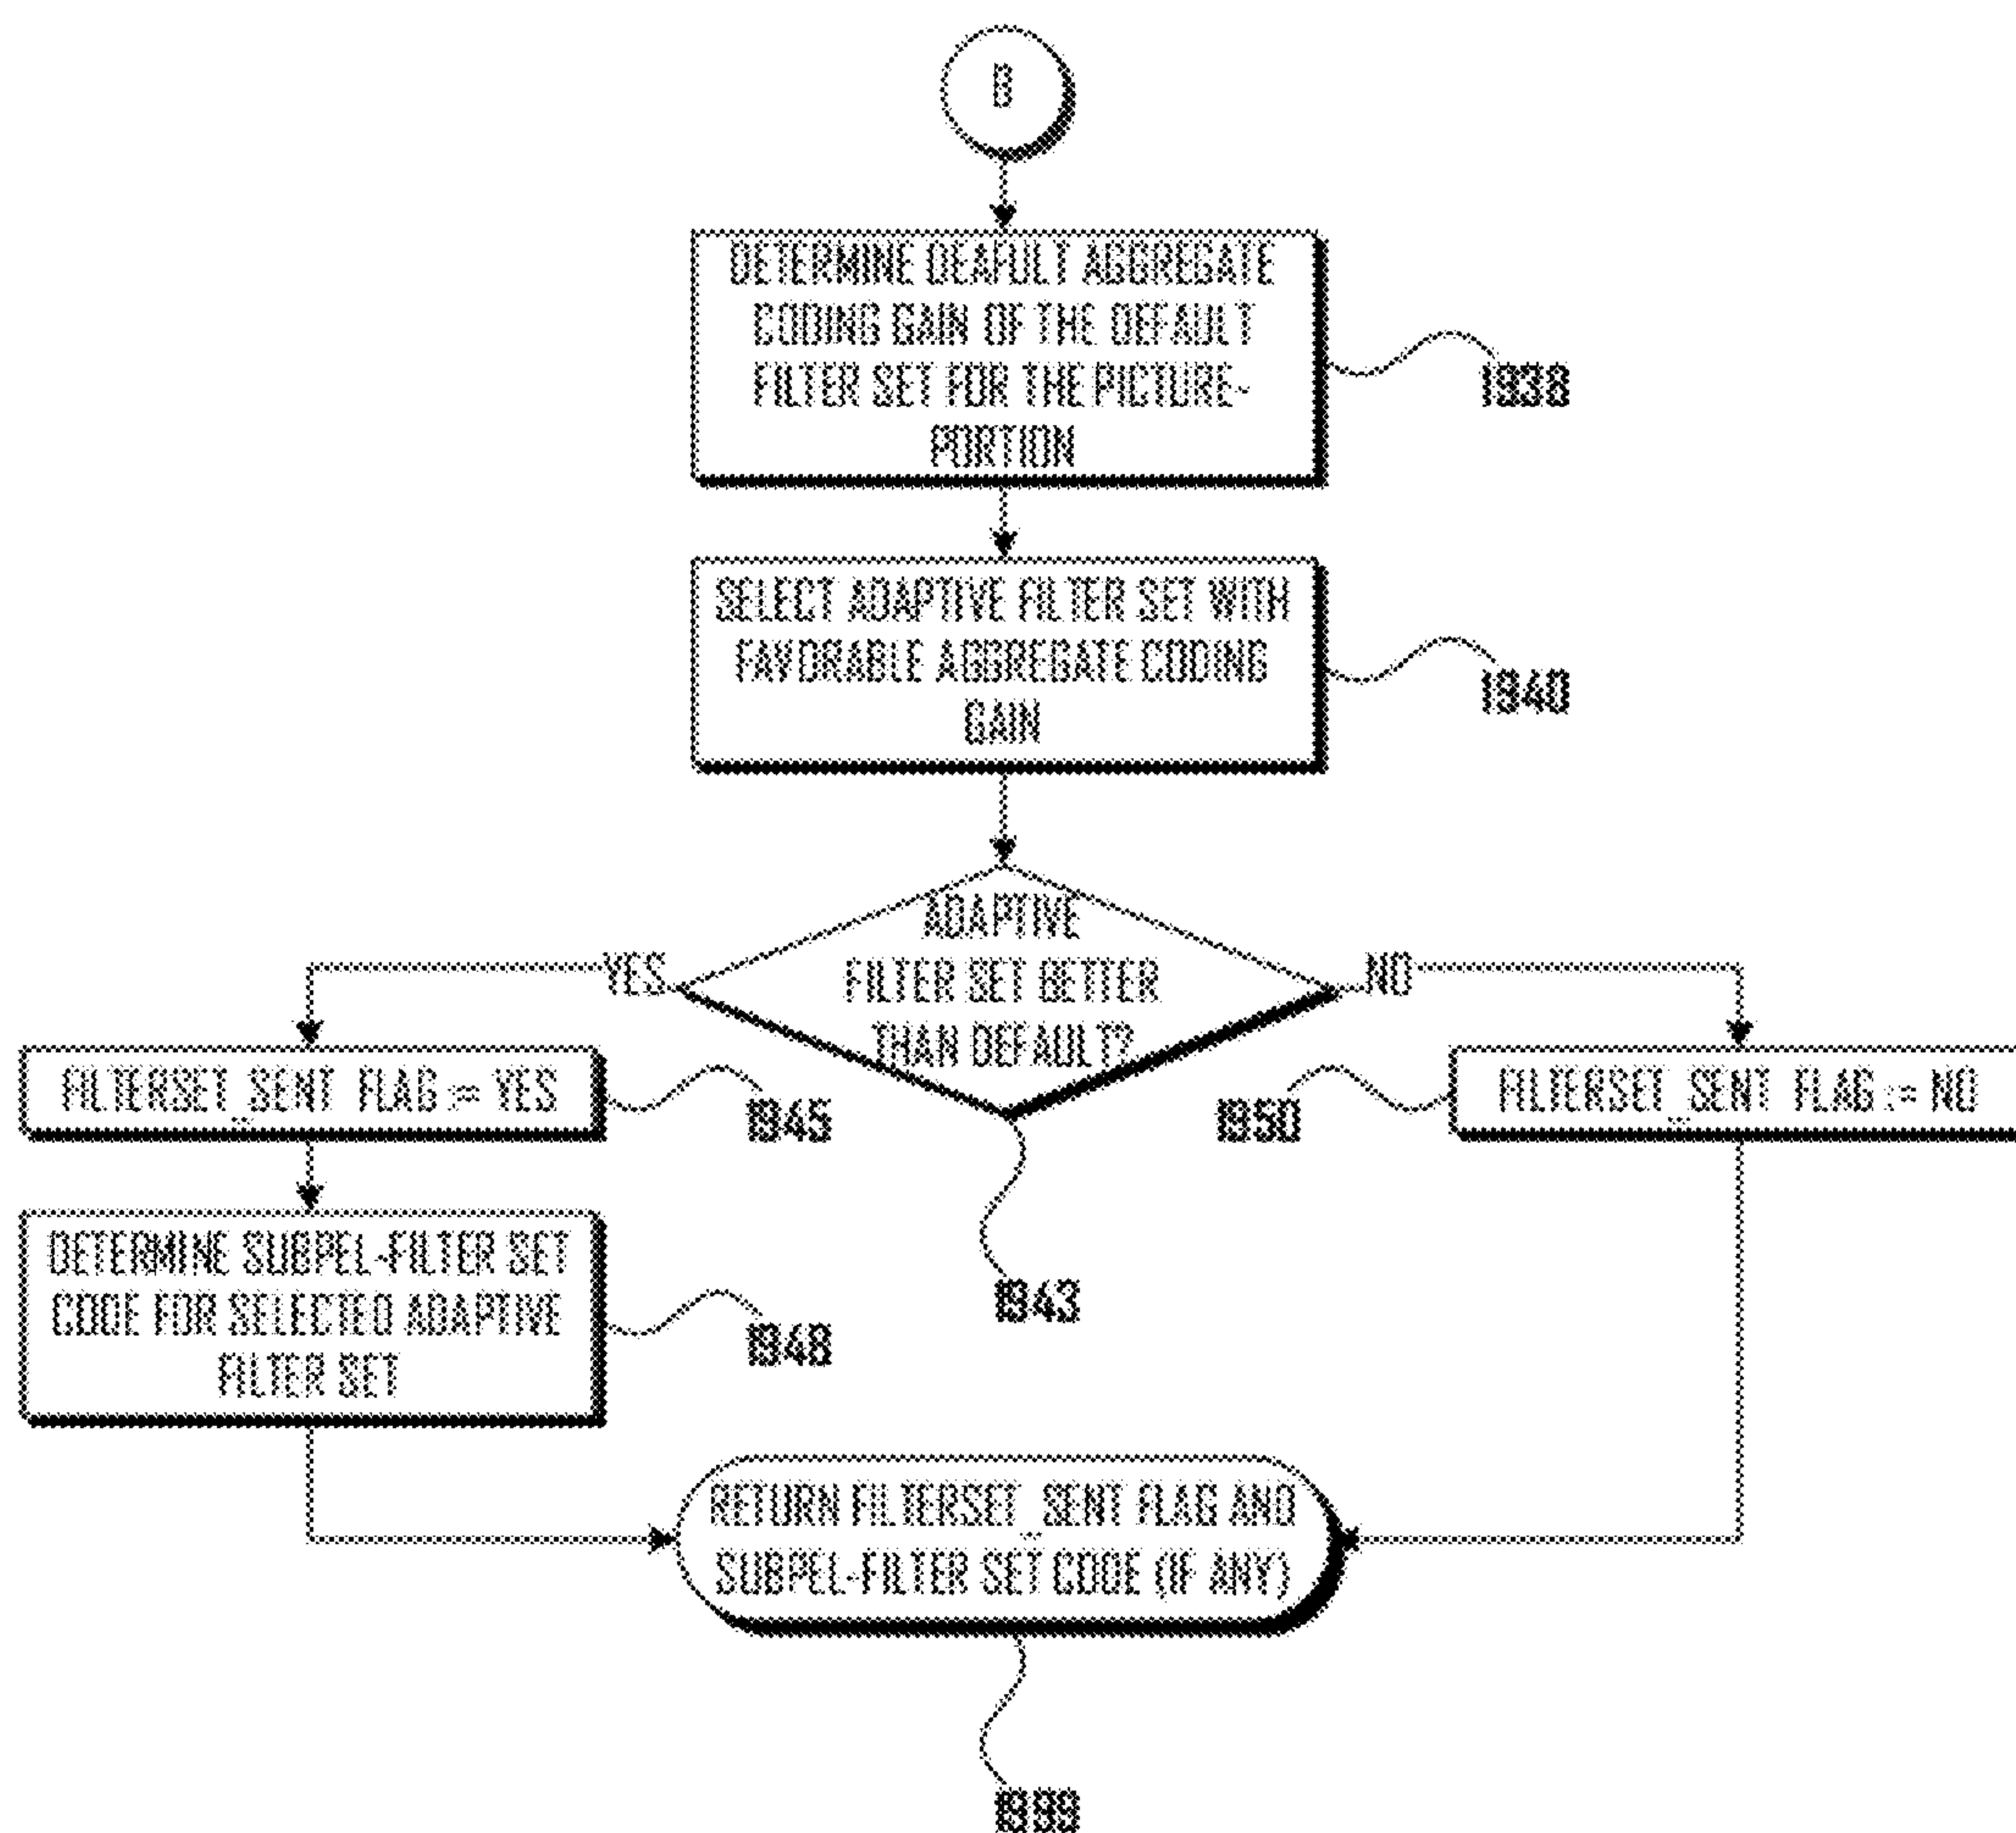 B
DETERMINE DEAFULT AGGREGATE
CODING GAIN OF THE DEFAULT
FILTER SET FOR THE PICTURE-
PORTION
1938
SELECT ADAPTIVE FILTER SET WITH
FAVORABLE AGGREGATE CODING
GAIN
1940
ADAPTIVE
FILTER SET BETTER
THAN DEFAULT?
YES
NO
FILTERSET_SENT FLAG := YES
1945
1950
FILTERSET_SENT FLAG := NO
DETERMINE SUBPEL-FILTER SET
CODE FOR SELECTED ADAPTIVE
FILTER SET
1948
1943
RETURN FILTERSET_SENT FLAG AND
SUBPEL-FILTER SET CODE (IF ANY)
1999